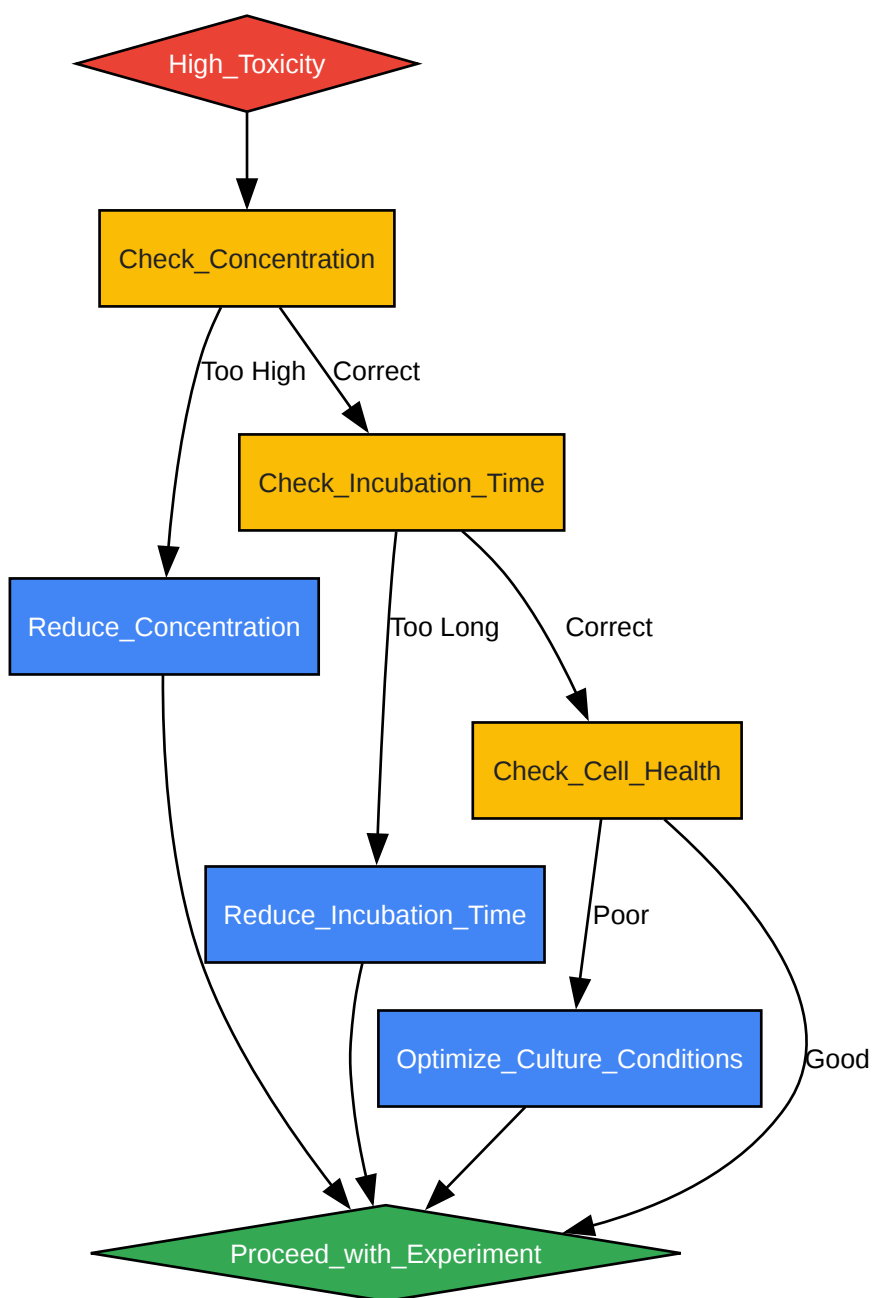 High_Toxicity
Check_Concentration
Too High
Correct
Check_Incubation_Time
Reduce_Concentration
Too Long
Correct
Check_Cell_Health
Reduce_Incubation_Time
Poor
Optimize_Culture_Conditions
Good
Proceed_with_Experiment